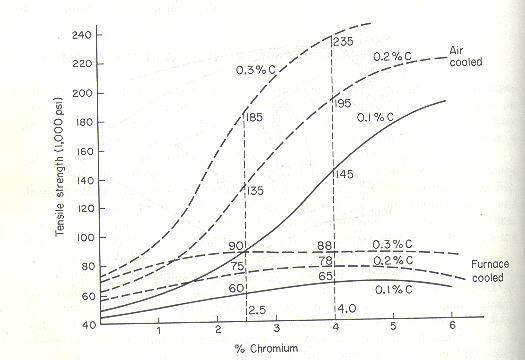 240
220
200
180
160
140
120
100
80
60
40
Tensile strength (1,000 psi)
0.3% C
235
0.2% C
Air
cooled
0.1% C
185
195
135
145
90
88
0.3% C
75
78
0.2% C
60
65
0.1% C
Furnace
cooled
2.5
4.0
1
2
3
4
5
6
% Chromium